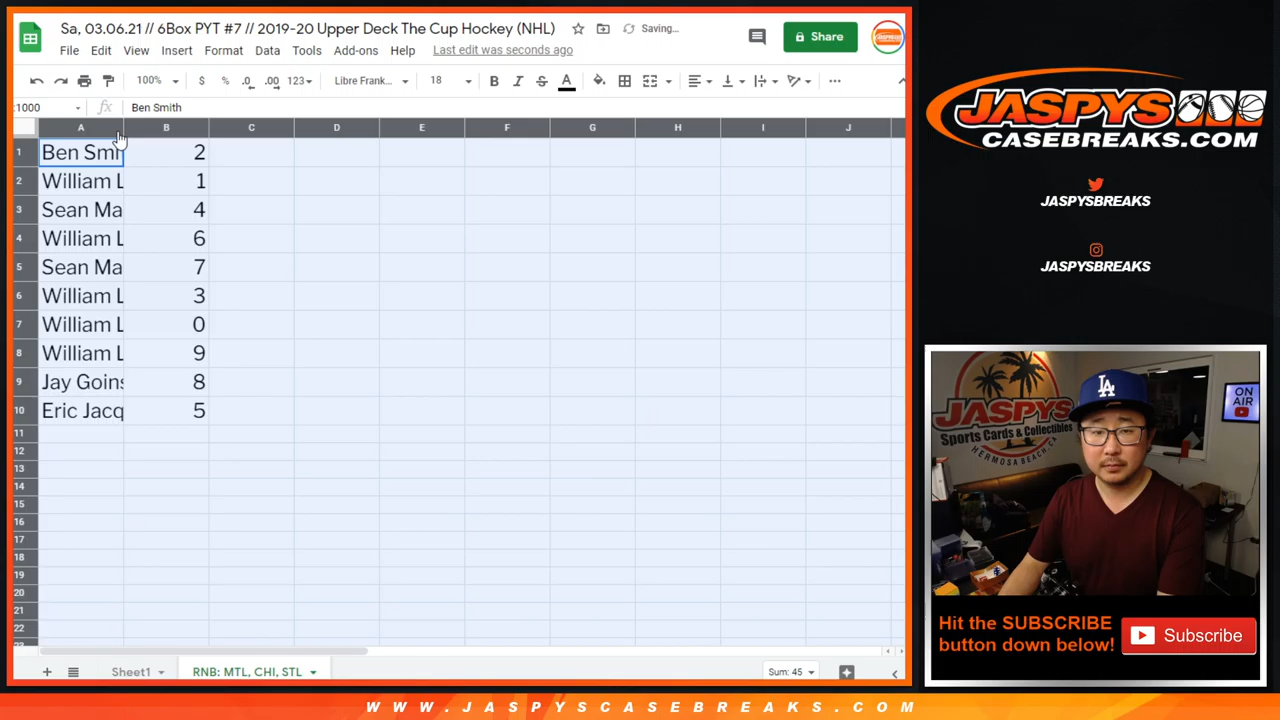 Sa, 03.06.21 // 6Box PYT #7 // 2019-20 Upper Deck The Cup Hockey (NHL)
Saving...
Share
File Edit View Insert Format Data Tools Add-ons Help Last edit was seconds ago
100% $ % .0 .00 123 Libre Frank... 18 B I S A
:1000 fx Ben Smith
A B C D E F G H I J
1 Ben Smi 2
2 William L 1
3 Sean Ma 4
4 William L 6
5 Sean Ma 7
6 William L 3
7 William L 0
8 William L 9
9 Jay Goins 8
10 Eric Jacq 5
11
12
13
14
15
16
17
18
19
20
21
22
Sheet1 RNB: MTL, CHI, STL Sum: 45
JASPYS
CASEBREAKS.COM
JASPYSBREAKS
JASPYSBREAKS
JASPYS
Sports Cards & Collectibles
HERMOSA BEACH, CA
LA
ON
AIR
Hit the SUBSCRIBE
button down below!
Subscribe
WWW.JASPYSCASEBREAKS.COM